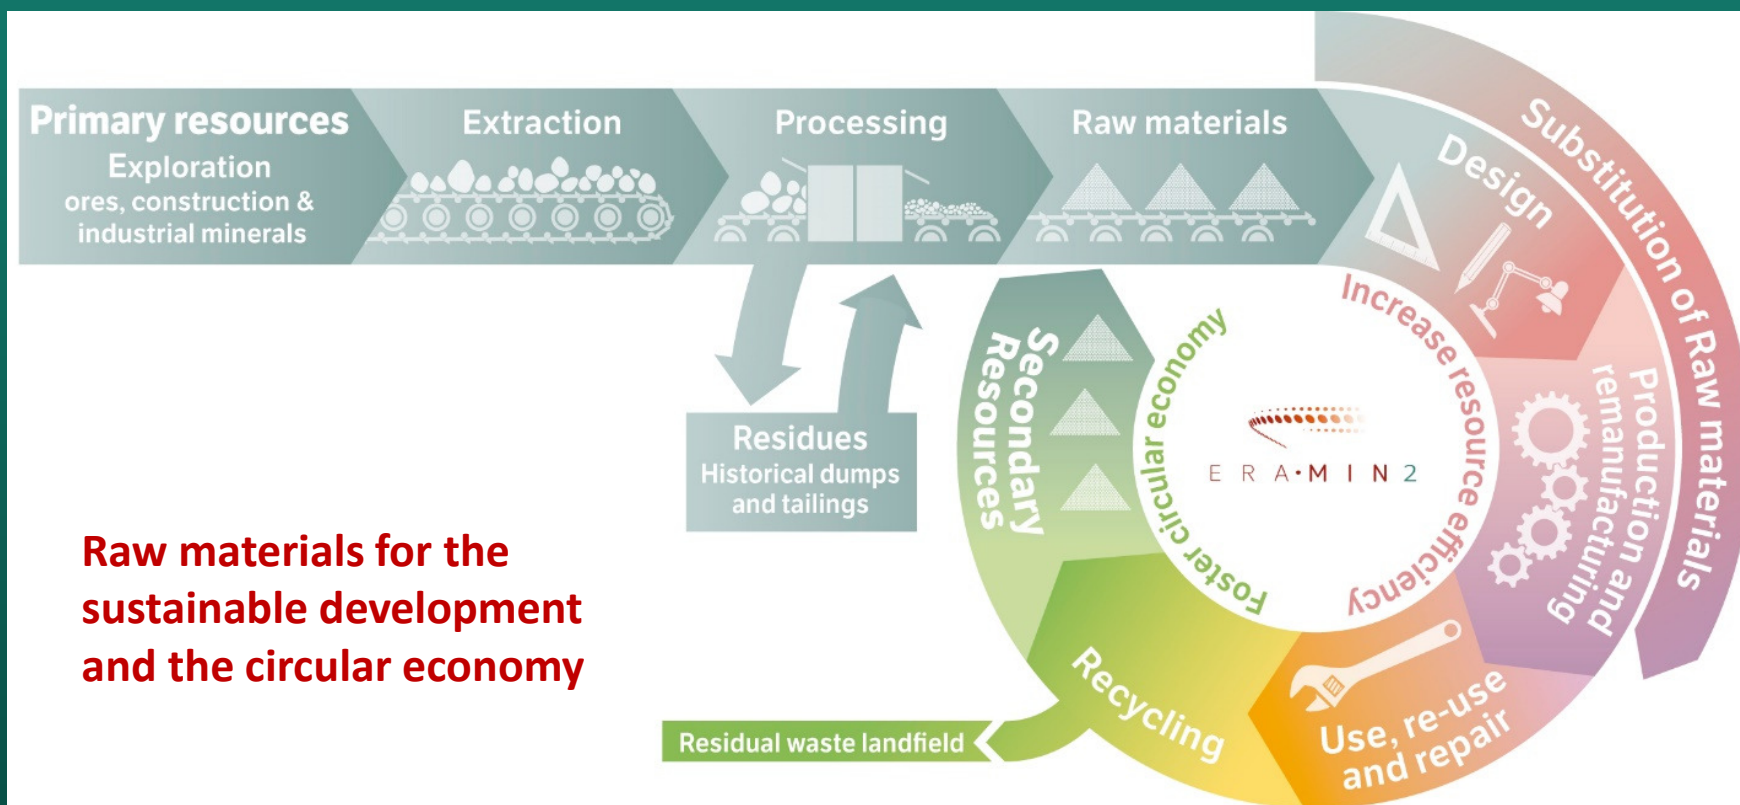 Primary resources
Exploration
ores, construction &
industrial minerals
Extraction
Processing
Raw materials
Design
Substitution of Raw materials
Production and
remanufacturing
Increase resource efficiency
Use, re-use
and repair
Recycling
Residual waste landfield
Secondary
Resources
Foster circular economy
ERA·MIN2
Residues
Historical dumps
and tailings
Raw materials for the
sustainable development
and the circular economy